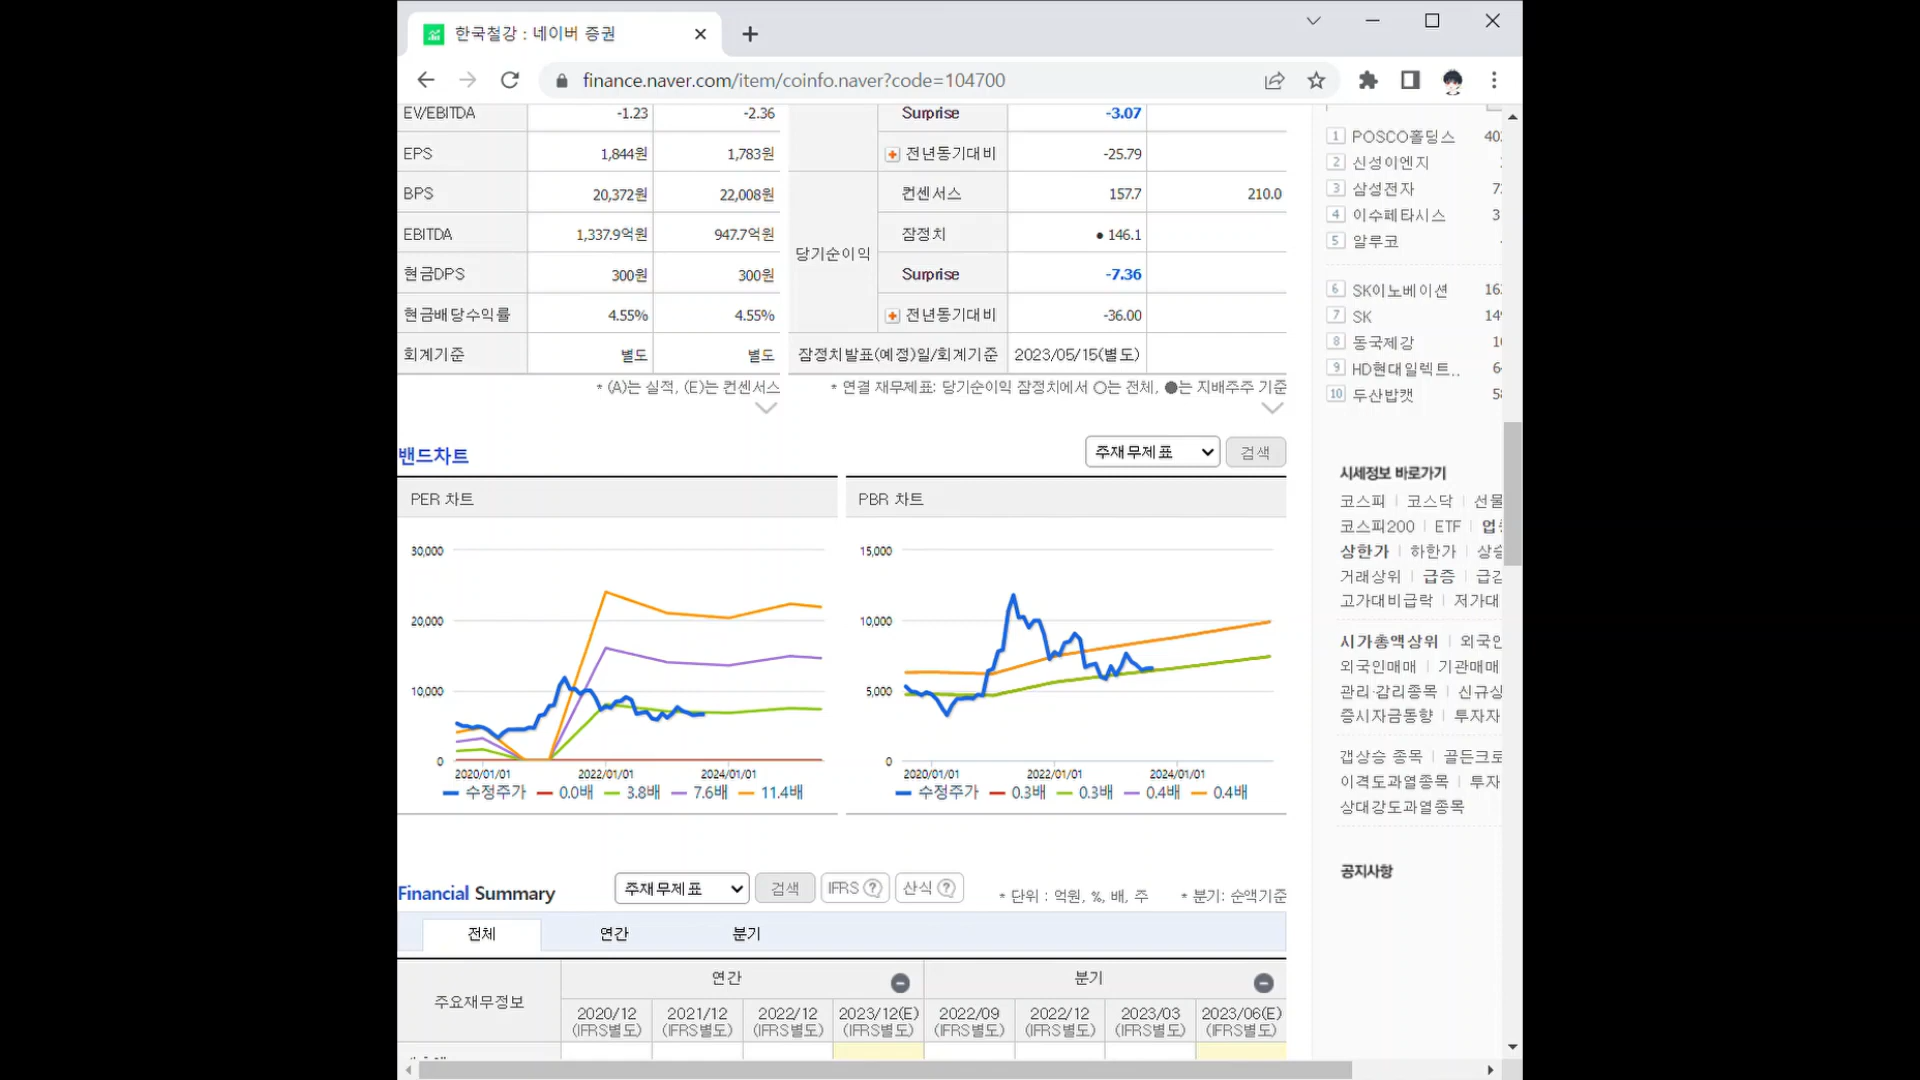 한국철강 : 네이버 증권
finance.naver.com/item/coinfo.naver?code=104700
EV/EBITDA -1.23 -2.36
EPS 1,844원 1,783원
BPS 20,372원 22,008원
EBITDA 1,337.9억원 947.7억원
현금DPS 300원 300원
현금배당수익률 4.55% 4.55%
회계기준 별도 별도
* (A)는 실적, (E)는 컨센서스
Surprise -3.07
전년동기대비 -25.79
당기순이익
컨센서스 157.7 210.0
잠정치 ● 146.1
Surprise -7.36
전년동기대비 -36.00
잠정치발표(예정)일/회계기준 2023/05/15(별도)
* 연결 재무제표: 당기순이익 잠정치에서 ○는 전체, ●는 지배주주 기준
밴드차트
주재무제표 검색
PER 차트
30,000
20,000
10,000
0
2020/01/01 2022/01/01 2024/01/01
수정주가 0.0배 3.8배 7.6배 11.4배
PBR 차트
15,000
10,000
5,000
0
2020/01/01 2022/01/01 2024/01/01
수정주가 0.3배 0.3배 0.4배 0.4배
Financial Summary
주재무제표 검색 IFRS ? 산식 ?
* 단위 : 억원, %, 배, 주 * 분기: 순액기준
전체 연간 분기
주요재무정보
연간 분기
2020/12 2021/12 2022/12 2023/12(E) 2022/09 2022/12 2023/03 2023/06(E)
(IFRS별도) (IFRS별도) (IFRS별도) (IFRS별도) (IFRS별도) (IFRS별도) (IFRS별도) (IFRS별도)
1 POSCO홀딩스
2 신성이엔지
3 삼성전자
4 이수페타시스
5 알루코
6 SK이노베이션
7 SK
8 동국제강
9 HD현대일렉트..
10 두산밥캣
시세정보 바로가기
코스피 코스닥 선물
코스피200 ETF
상한가 하한가
거래상위 급증
고가대비급락 저가대
시가총액상위 외국인
외국인매매 기관매매
관리·감리종목 신규상
증시자금동향 투자자
갭상승 종목 골든크로
이격도과열종목 투자
상대강도과열종목
공지사항